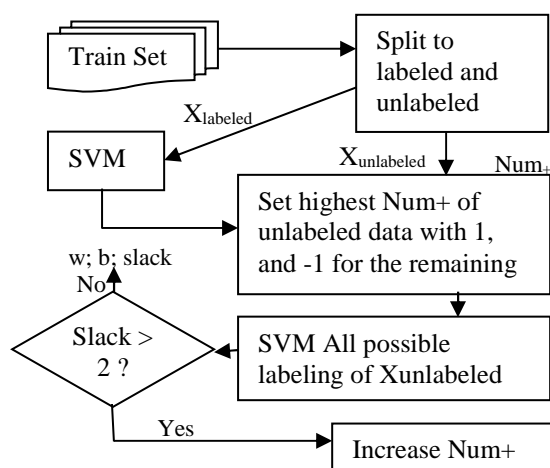 Train Set
Split to
labeled and
unlabeled
Xlabeled
SVM
Xunlabeled
Num+
Set highest Num+ of
unlabeled data with 1,
and -1 for the remaining
w; b; slack
No
Slack >
2 ?
SVM All possible
labeling of Xunlabeled
Yes
Increase Num+